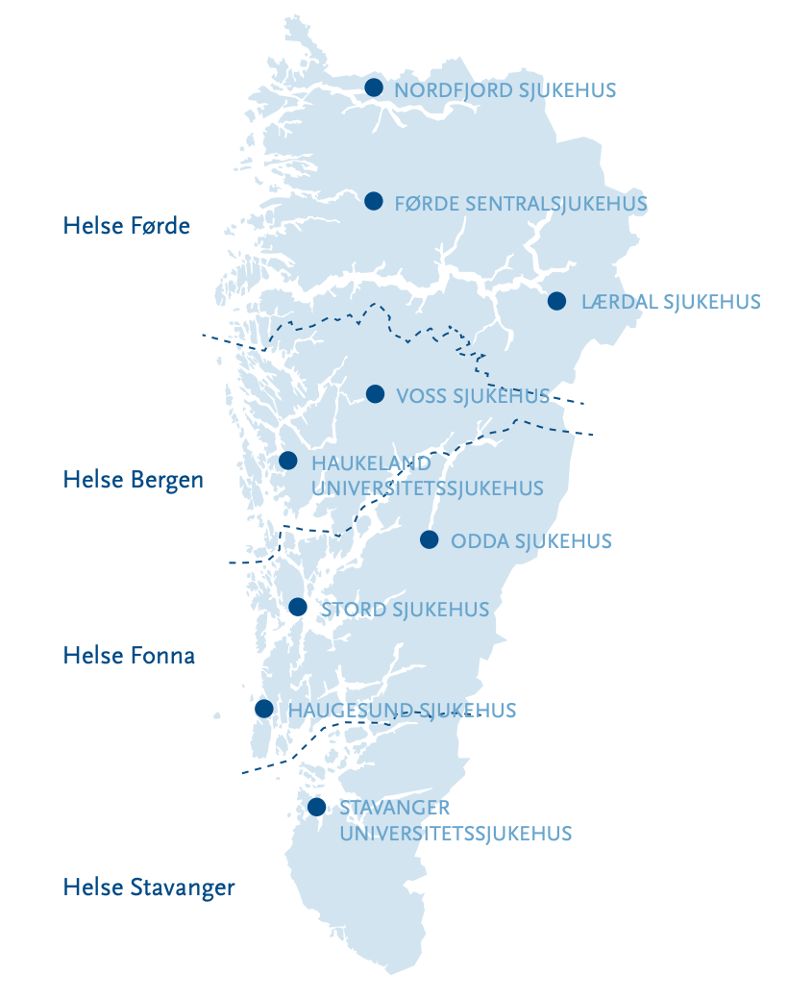 NORDFJORD SJUKEHUS
FØRDE SENTRALSJUKEHUS
Helse Førde
LÆRDAL SJUKEHUS
VOSS SJUKEHUS
HAUKELAND
UNIVERSITETSSJUKEHUS
Helse Bergen
ODDA SJUKEHUS
STORD SJUKEHUS
Helse Fonna
HAUGESUND SJUKEHUS
STAVANGER
UNIVERSITETSSJUKEHUS
Helse Stavanger